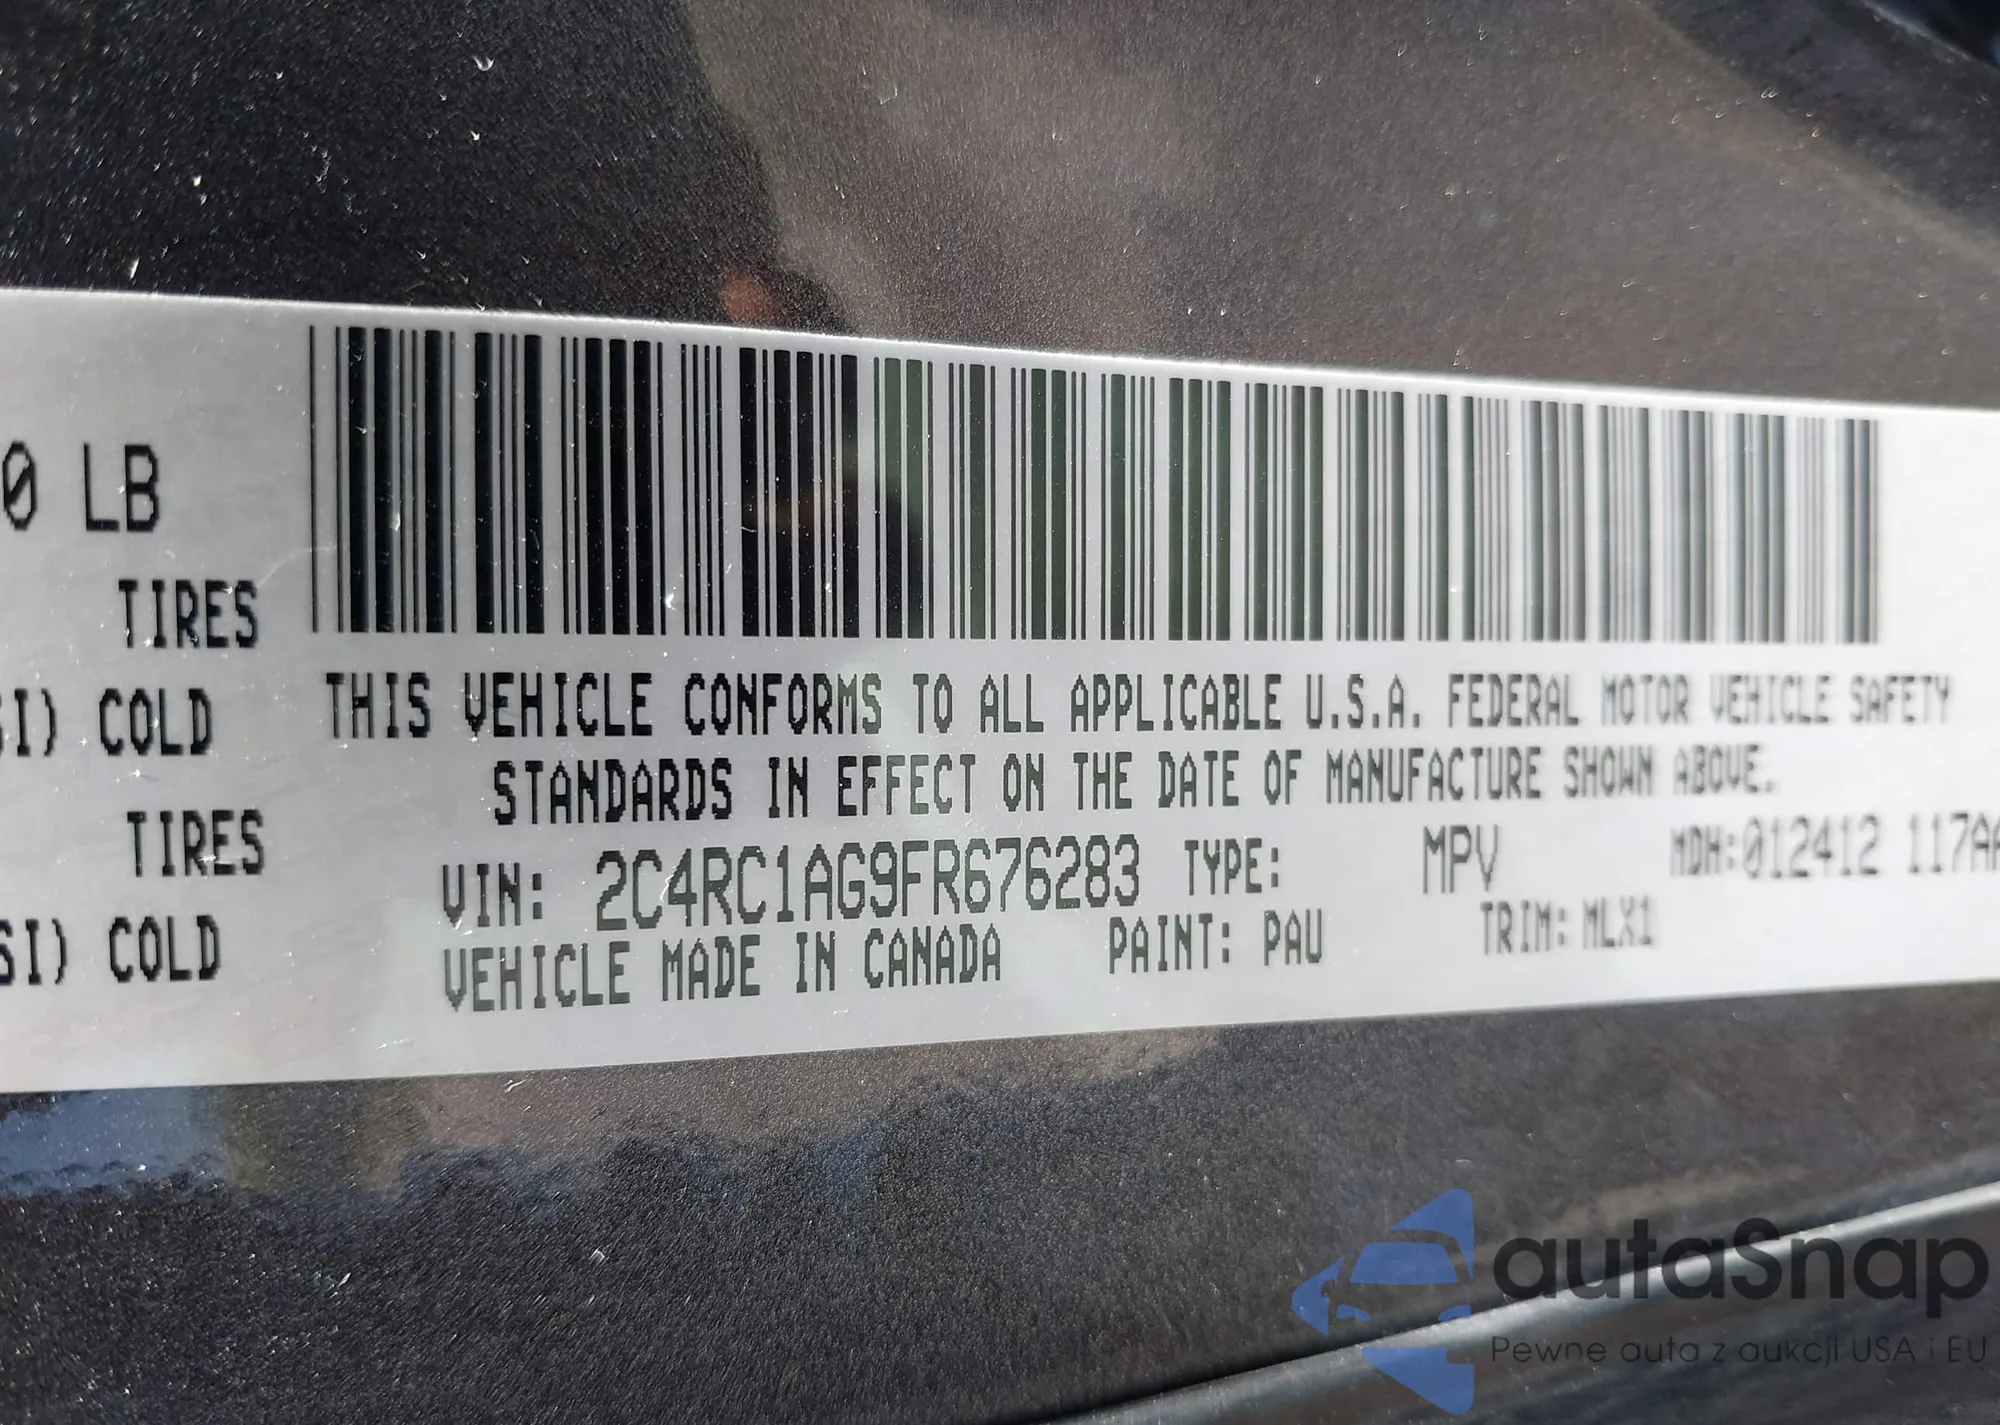 0 LB
TIRES
SI) COLD
TIRES
SI) COLD
THIS VEHICLE CONFORMS TO ALL APPLICABLE U.S.A. FEDERAL MOTOR VEHICLE SAFETY
STANDARDS IN EFFECT ON THE DATE OF MANUFACTURE SHOWN ABOVE.
VIN: 2C4RC1AG9FR676283 TYPE: MPV MDH:012412 117AA
VEHICLE MADE IN CANADA PAINT: PAU TRIM: MLX1
autaSnap
Pewne auta z aukcji USA i EU